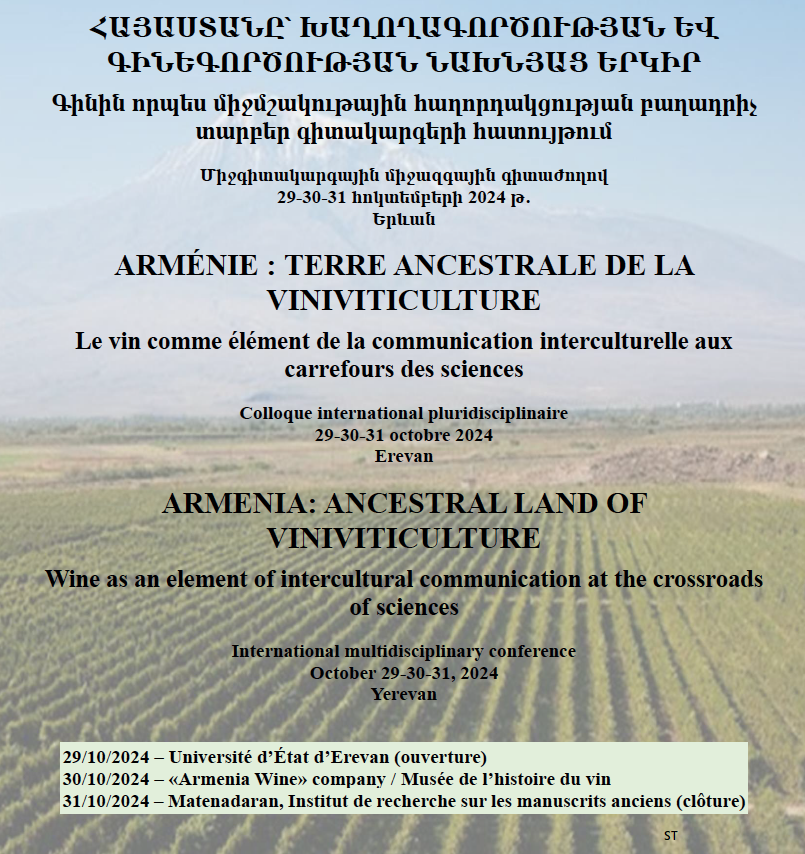 ՀԱՅԱՍՏԱՆԸ՝ ԽԱՂՈՂԱԳՈՐԾՈՒԹՅԱՆ ԵՎ
ԳԻՆԵԳՈՐԾՈՒԹՅԱՆ ՆԱԽՆՅԱՑ ԵՐԿԻՐ
Գինին որպես միջմշակութային հաղորդակցության բաղադրիչ
տարբեր գիտակարգերի հատույթում
Միջգիտակարգային միջազգային գիտաժողով
29-30-31 հոկտեմբերի 2024 թ.
Երևան
ARMÉNIE : TERRE ANCESTRALE DE LA
VINIVITICULTURE
Le vin comme élément de la communication interculturelle aux
carrefours des sciences
Colloque international pluridisciplinaire
29-30-31 octobre 2024
Erevan
ARMENIA: ANCESTRAL LAND OF
VINIVITICULTURE
Wine as an element of intercultural communication at the crossroads
of sciences
International multidisciplinary conference
October 29-30-31, 2024
Yerevan
29/10/2024 – Université d’État d’Erevan (ouverture)
30/10/2024 – «Armenia Wine» company / Musée de l’histoire du vin
31/10/2024 – Matenadaran, Institut de recherche sur les manuscrits anciens (clôture)
ST